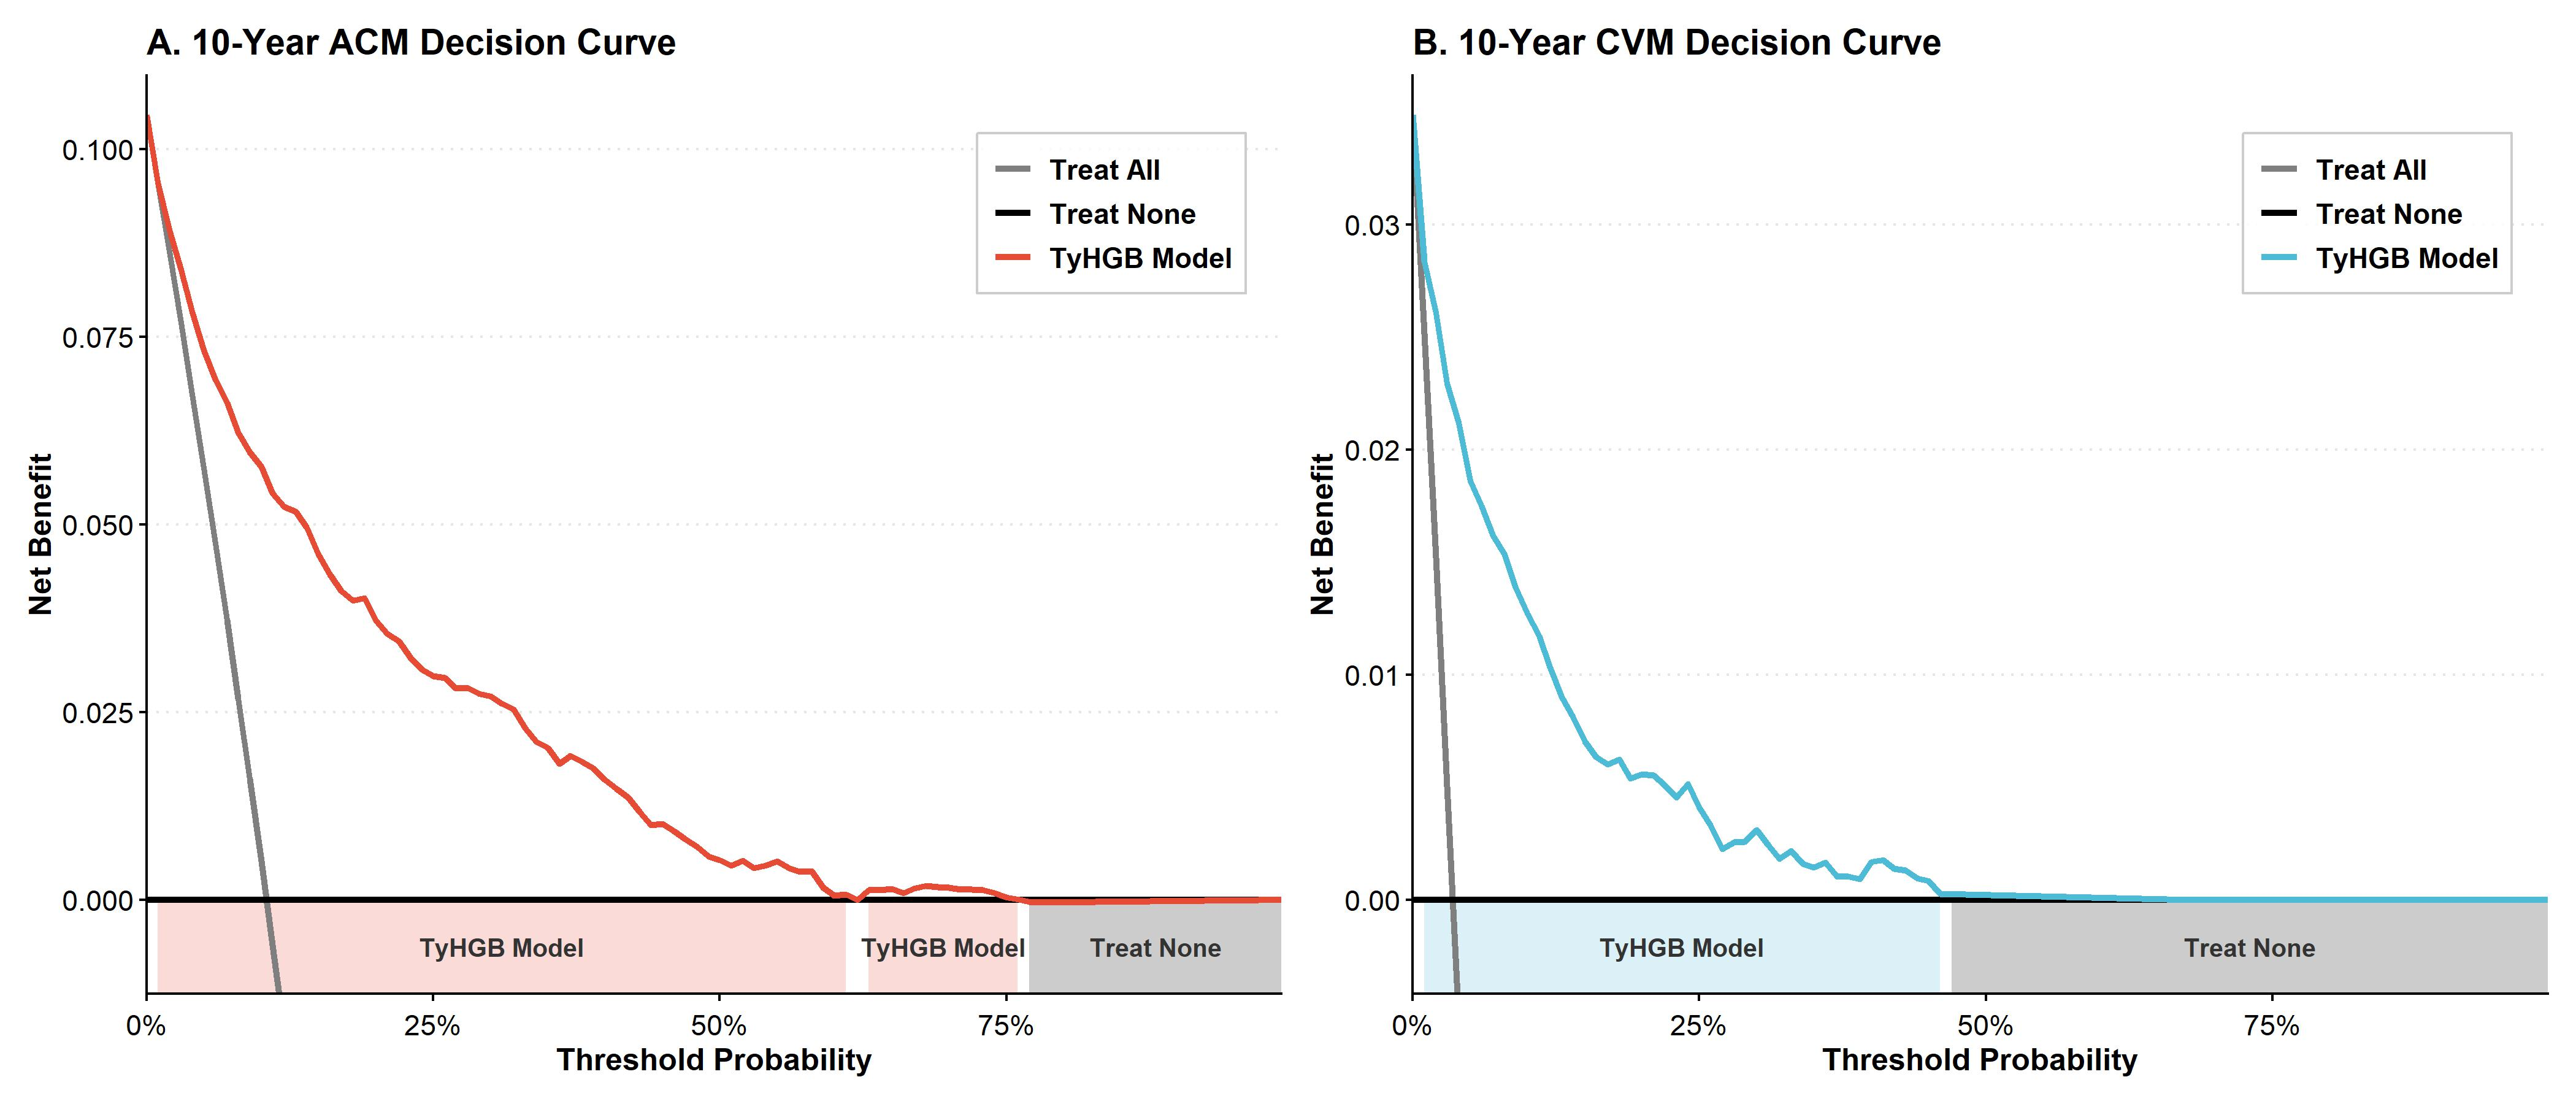 A. 10-Year ACM Decision Curve
Net Benefit
0.100
0.075
0.050
0.025
0.000
Treat All
Treat None
TyHGB Model
TyHGB Model
TyHGB Model
Treat None
0%
25%
50%
75%
Threshold Probability
B. 10-Year CVM Decision Curve
Net Benefit
0.03
0.02
0.01
0.00
Treat All
Treat None
TyHGB Model
TyHGB Model
Treat None
0%
25%
50%
75%
Threshold Probability